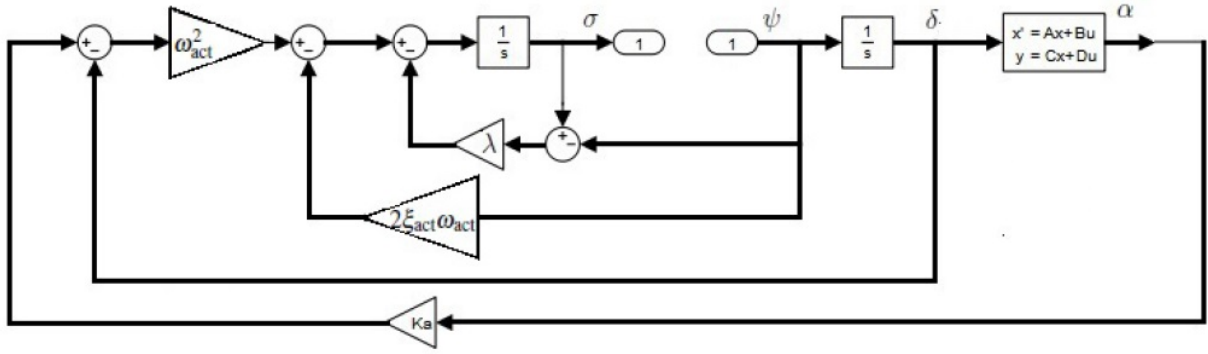 +
−
ω²act
+
−
+
−
1
s
σ
1
1
ψ
1
s
δ
x' = Ax+Bu
y = Cx+Du
α
λ
+
−
2ξactωact
Ka